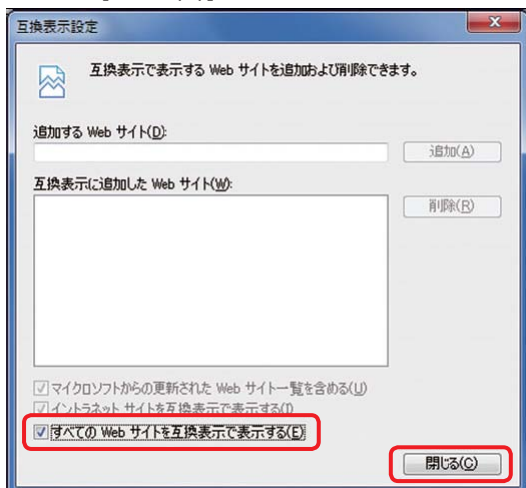 互換表示設定
互換表示で表示する Web サイトを追加および削除できます。
追加する Web サイト(D):
追加(A)
互換表示に追加した Web サイト(W):
削除(R)
マイクロソフトからの更新された Web サイト一覧を含める(U)
イントラネット サイトを互換表示で表示する(I)
すべての Web サイトを互換表示で表示する(E)
閉じる(C)